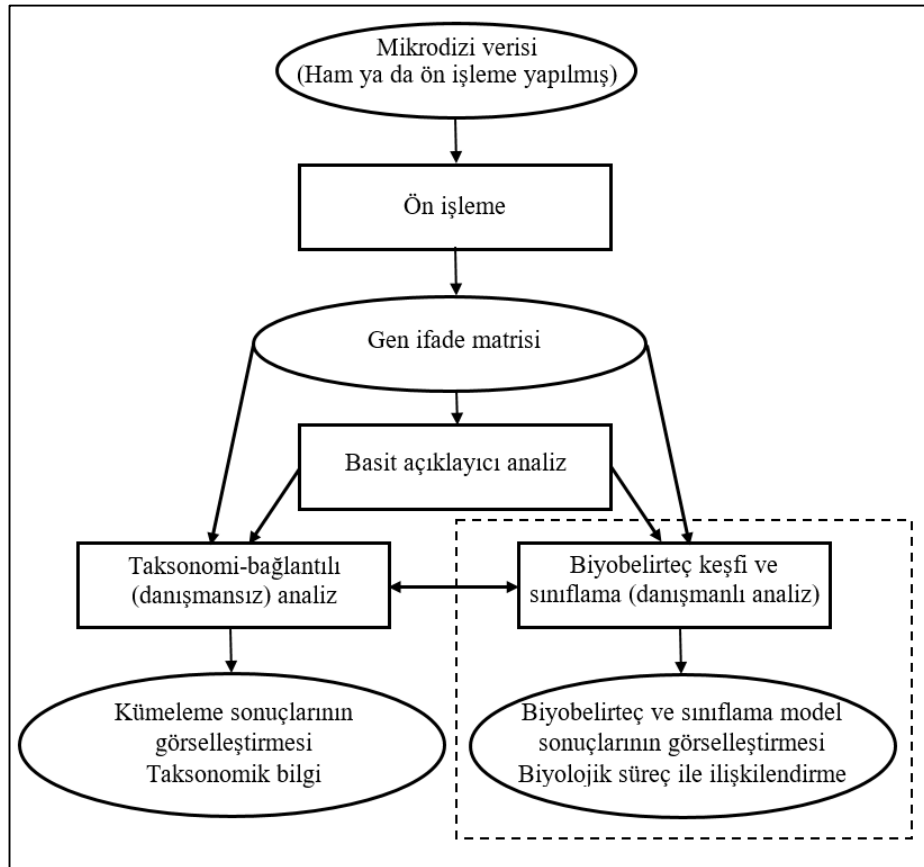 Mikrodizi verisi
(Ham ya da ön işleme yapılmış)
Ön işleme
Gen ifade matrisi
Basit açıklayıcı analiz
Taksonomi-bağlantılı
(danışmansız) analiz
Biyobelirteç keşfi ve
sınıflama (danışmanlı analiz)
Kümeleme sonuçlarının
görselleştirmesi
Taksonomik bilgi
Biyobelirteç ve sınıflama model
sonuçlarının görselleştirmesi
Biyolojik süreç ile ilişkilendirme